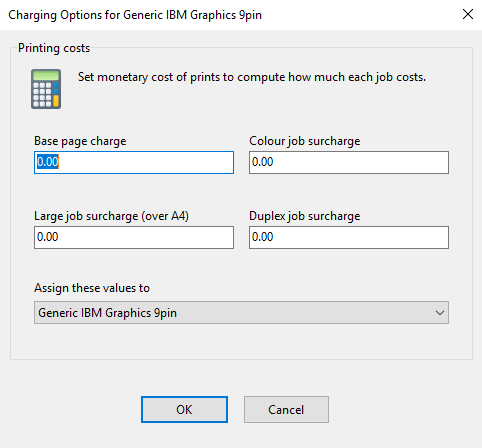 Charging Options for Generic IBM Graphics 9pin
Printing costs
Set monetary cost of prints to compute how much each job costs.
Base page charge
Colour job surcharge
0.00
0.00
Large job surcharge (over A4)
Duplex job surcharge
0.00
0.00
Assign these values to
Generic IBM Graphics 9pin
OK
Cancel